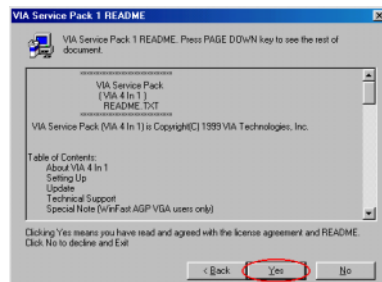 VIA Service Pack 1 README
VIA Service Pack 1 README. Press PAGE DOWN key to see the rest of
document.
VIA Service Pack
( VIA 4 In 1 )
README.TXT
VIA Service Pack (VIA 4 In 1) is Copyright(C) 1999 VIA Technologies, Inc.
Table of Contents:
About VIA 4 In 1
Setting Up
Update
Technical Support
Special Note (WinFast AGP VGA users only)
Clicking Yes means you have read and agreed with the license agreement and README.
Click No to decline and Exit
< Back
Yes
No